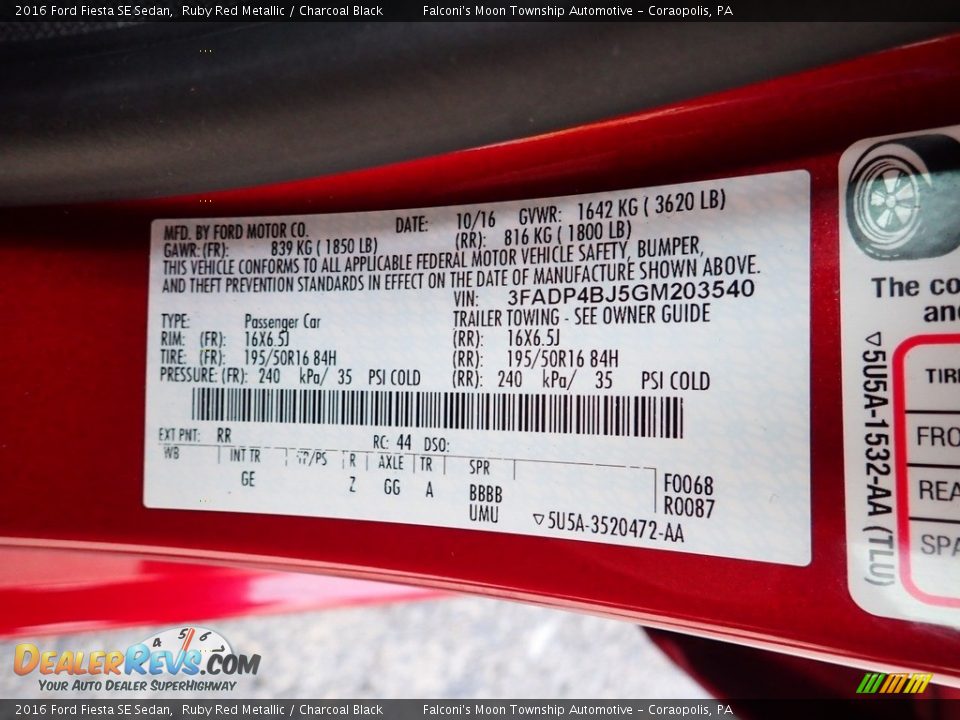 2016 Ford Fiesta SE Sedan, Ruby Red Metallic / Charcoal Black Falconi's Moon Township Automotive - Coraopolis, PA
MFD. BY FORD MOTOR CO. DATE: 10/16 GVWR: 1642 KG ( 3620 LB)
GAWR: (FR): 839 KG ( 1850 LB) (RR): 816 KG ( 1800 LB)
THIS VEHICLE CONFORMS TO ALL APPLICABLE FEDERAL MOTOR VEHICLE SAFETY, BUMPER,
AND THEFT PREVENTION STANDARDS IN EFFECT ON THE DATE OF MANUFACTURE SHOWN ABOVE.
VIN: 3FADP4BJ5GM203540
TYPE: Passenger Car TRAILER TOWING - SEE OWNER GUIDE
RIM: (FR): 16X6.5J (RR): 16X6.5J
TIRE: (FR): 195/50R16 84H (RR): 195/50R16 84H
PRESSURE: (FR): 240 kPa/ 35 PSI COLD (RR): 240 kPa/ 35 PSI COLD
EXT PNT: RR RC: 44 DSO:
WB INT TR TP/PS R AXLE TR SPR
GE Z GG A BBBB
UMU
F0068
R0087
▽5U5A-3520472-AA
The co
an
▽5U5A-1532-AA (TLU)
TIR
FRO
REA
SPA
4 5 6
DealerRevs.com
Your Auto Dealer SuperHighway
2016 Ford Fiesta SE Sedan, Ruby Red Metallic / Charcoal Black Falconi's Moon Township Automotive - Coraopolis, PA